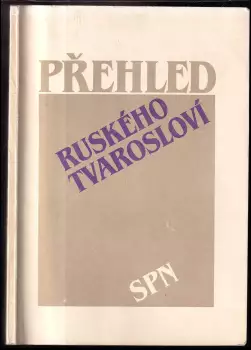 PŘEHLED
RUSKÉHO
TVAROSLOVÍ
SPN